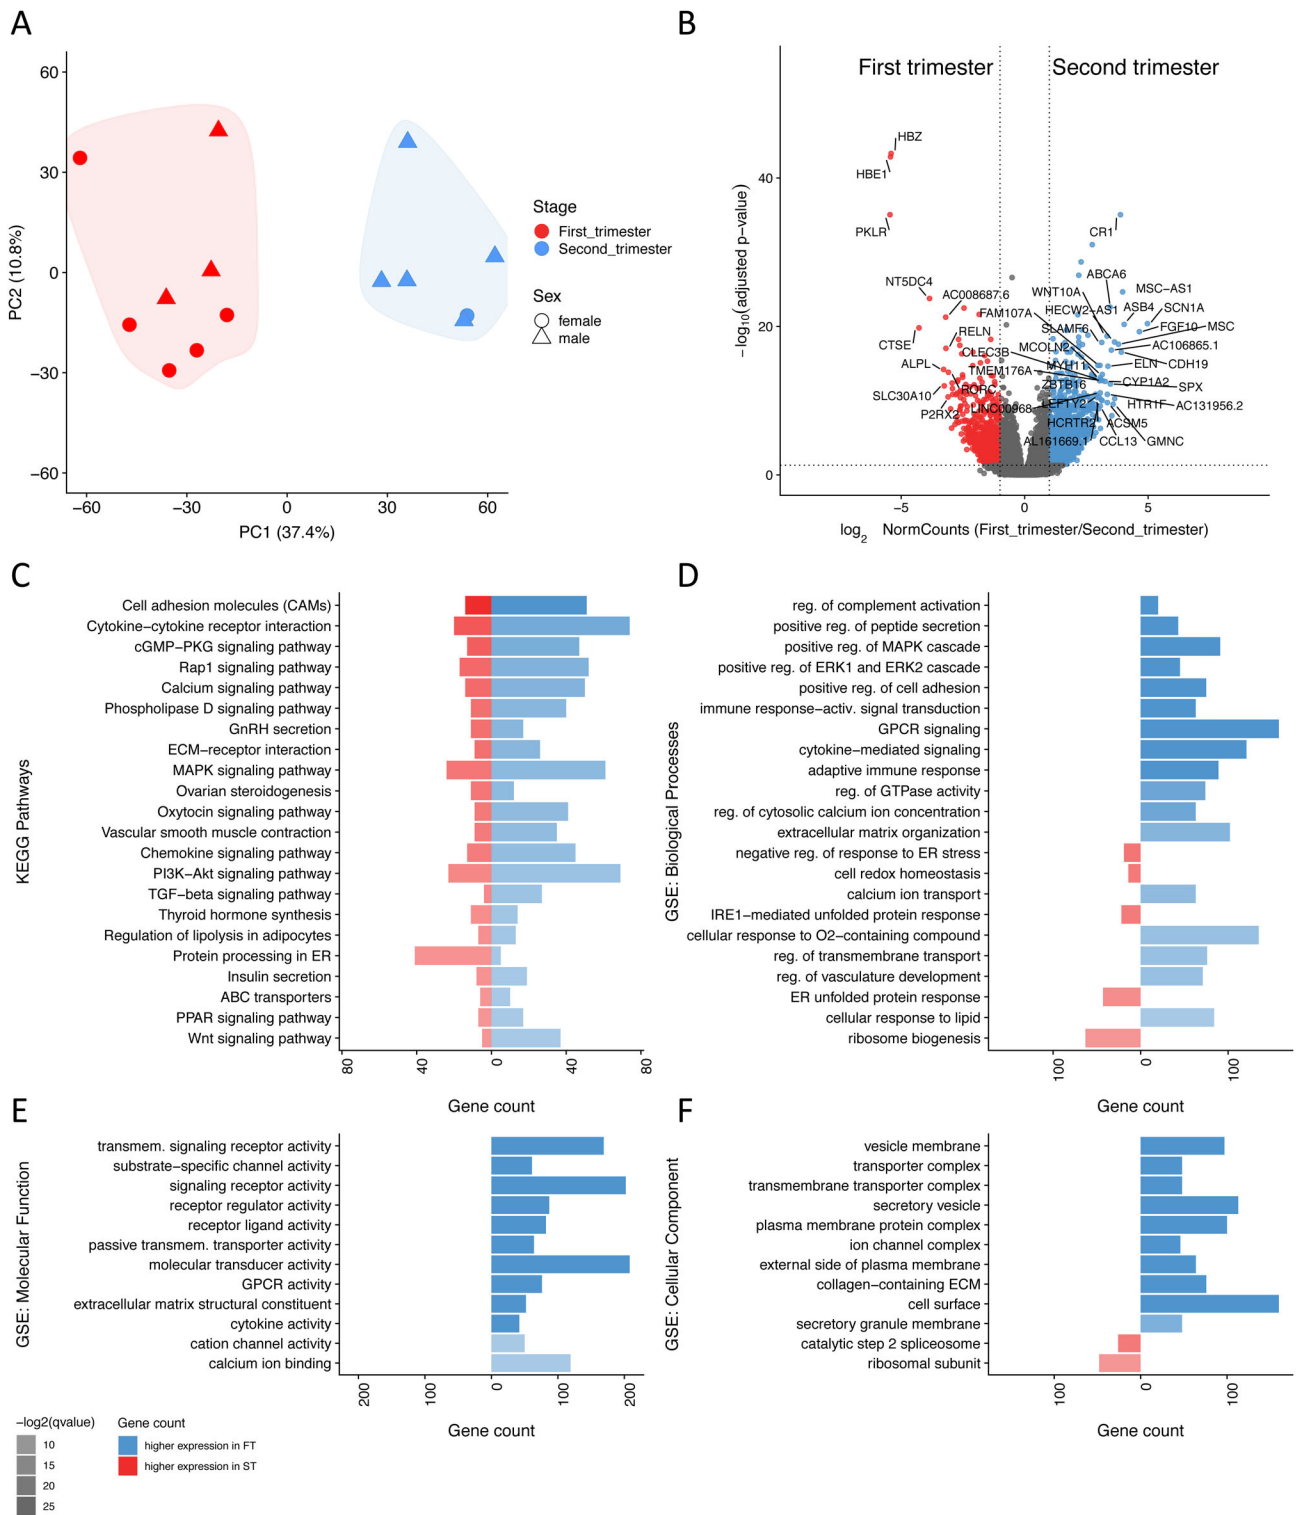 A
60
30
0
−30
−60
−60
−30
0
30
60
PC2 (10.8%)
PC1 (37.4%)
Stage
First_trimester
Second_trimester
Sex
female
male
B
First trimester
Second trimester
HBZ
HBE1
PKLR
CR1
NT5DC4
AC008687.6
ABCA6
WNT10A
MSC−AS1
FAM107A
HECW2−AS1
ASB4
SCN1A
CTSE
RELN
SLAMF6
FGF10
MSC
CLEC3B
MCOLN2
AC106865.1
ALPL
TMEM176A
MYH11
ELN
CDH19
SLC30A10
RORC
ZBTB16
CYP1A2
SPX
P2RX2
LINC00968
LEFTY2
HTR1F
AC131956.2
HCRTR2
ACSM5
AL161669.1
CCL13
GMNC
40
20
0
−5
0
5
−log10(adjusted p−value)
log2 NormCounts (First_trimester/Second_trimester)
C
KEGG Pathways
Cell adhesion molecules (CAMs)
Cytokine−cytokine receptor interaction
cGMP−PKG signaling pathway
Rap1 signaling pathway
Calcium signaling pathway
Phospholipase D signaling pathway
GnRH secretion
ECM−receptor interaction
MAPK signaling pathway
Ovarian steroidogenesis
Oxytocin signaling pathway
Vascular smooth muscle contraction
Chemokine signaling pathway
PI3K−Akt signaling pathway
TGF−beta signaling pathway
Thyroid hormone synthesis
Regulation of lipolysis in adipocytes
Protein processing in ER
Insulin secretion
ABC transporters
PPAR signaling pathway
Wnt signaling pathway
80
40
0
40
80
Gene count
D
GSE: Biological Processes
reg. of complement activation
positive reg. of peptide secretion
positive reg. of MAPK cascade
positive reg. of ERK1 and ERK2 cascade
positive reg. of cell adhesion
immune response−activ. signal transduction
GPCR signaling
cytokine−mediated signaling
adaptive immune response
reg. of GTPase activity
reg. of cytosolic calcium ion concentration
extracellular matrix organization
negative reg. of response to ER stress
cell redox homeostasis
calcium ion transport
IRE1−mediated unfolded protein response
cellular response to O2−containing compound
reg. of transmembrane transport
reg. of vasculature development
ER unfolded protein response
cellular response to lipid
ribosome biogenesis
100
0
100
Gene count
E
GSE: Molecular Function
transmem. signaling receptor activity
substrate−specific channel activity
signaling receptor activity
receptor regulator activity
receptor ligand activity
passive transmem. transporter activity
molecular transducer activity
GPCR activity
extracellular matrix structural constituent
cytokine activity
cation channel activity
calcium ion binding
200
100
0
100
200
Gene count
F
GSE: Cellular Component
vesicle membrane
transporter complex
transmembrane transporter complex
secretory vesicle
plasma membrane protein complex
ion channel complex
external side of plasma membrane
collagen−containing ECM
cell surface
secretory granule membrane
catalytic step 2 spliceosome
ribosomal subunit
100
0
100
Gene count
−log2(qvalue)
10
15
20
25
Gene count
higher expression in FT
higher expression in ST